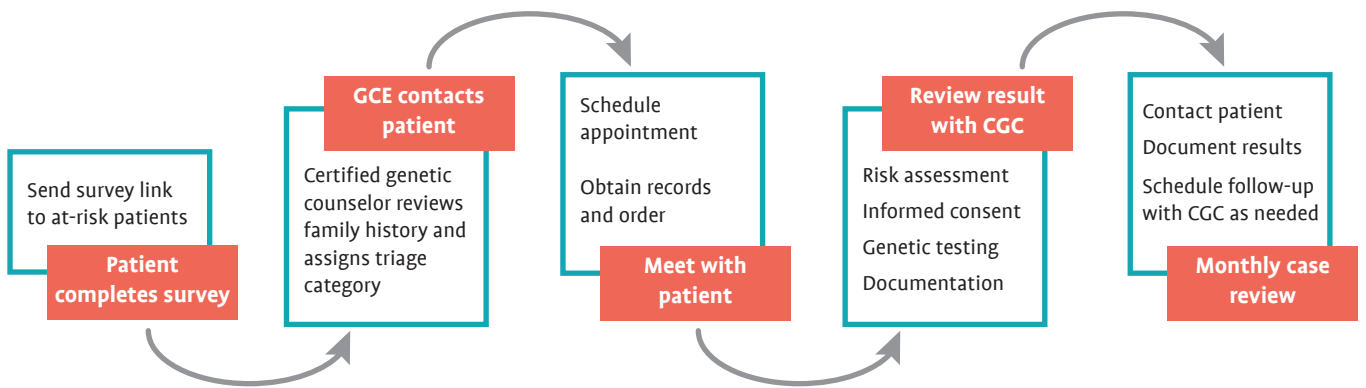 Send survey link
to at-risk patients
Patient
completes survey
GCE contacts
patient
Certified genetic
counselor reviews
family history and
assigns triage
category
Schedule
appointment
Obtain records
and order
Meet with
patient
Review result
with CGC
Risk assessment
Informed consent
Genetic testing
Documentation
Contact patient
Document results
Schedule follow-up
with CGC as needed
Monthly case
review